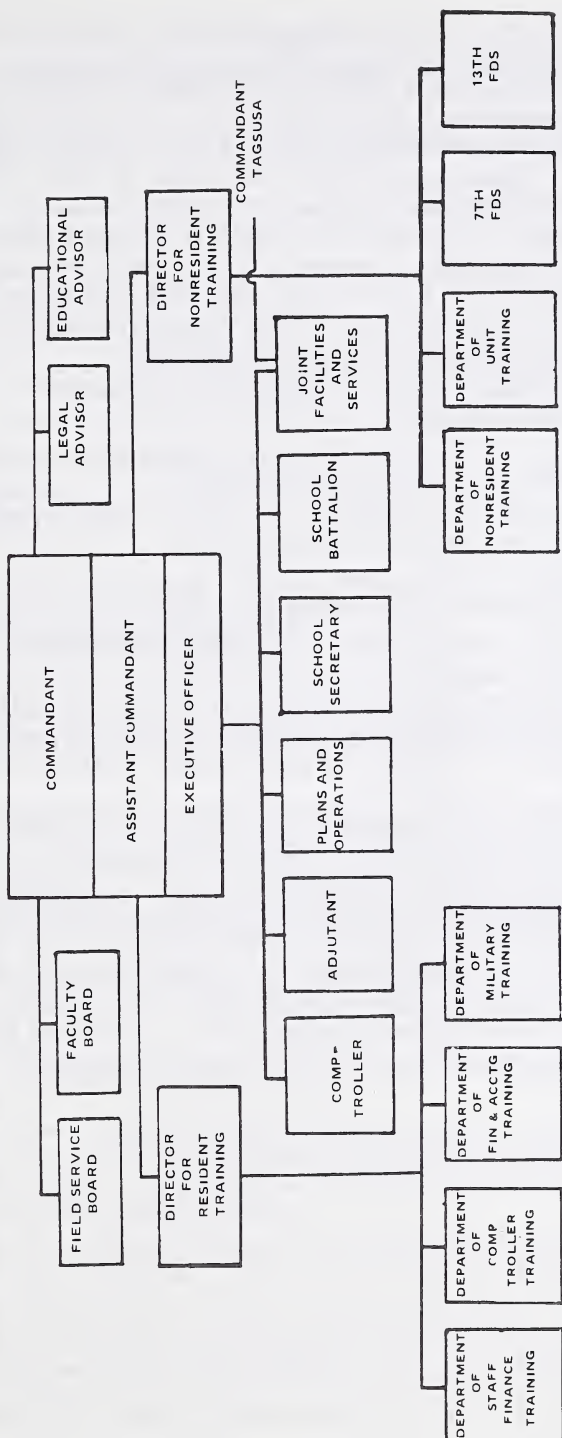 COMMANDANT
ASSISTANT COMMANDANT
EXECUTIVE OFFICER
FIELD SERVICE
BOARD
FACULTY
BOARD
LEGAL
ADVISOR
EDUCATIONAL
ADVISOR
DIRECTOR
FOR
RESIDENT
TRAINING
DIRECTOR
FOR
NONRESIDENT
TRAINING
COMMANDANT
TAGSUSA
COMP-
TROLLER
ADJUTANT
PLANS AND
OPERATIONS
SCHOOL
SECRETARY
SCHOOL
BATTALION
JOINT
FACILITIES
AND
SERVICES
DEPARTMENT
OF
STAFF
FINANCE
TRAINING
DEPARTMENT
OF
COMP
TROLLER
TRAINING
DEPARTMENT
OF
FIN & ACCTG
TRAINING
DEPARTMENT
OF
MILITARY
TRAINING
DEPARTMENT
OF
NONRESIDENT
TRAINING
DEPARTMENT
OF
UNIT
TRAINING
7TH
FDS
13TH
FDS